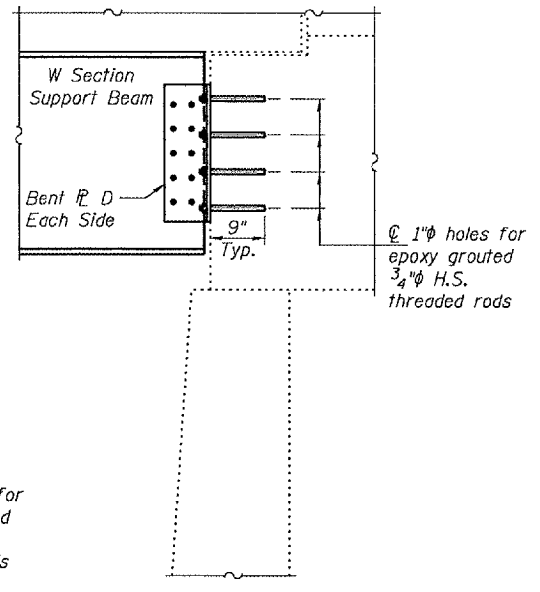 W Section
Support Beam
Bent ⅊ D
Each Side
9"
Typ.
℄ 1"φ holes for
epoxy grouted
3/4"φ H.S.
threaded rods
for
d
s